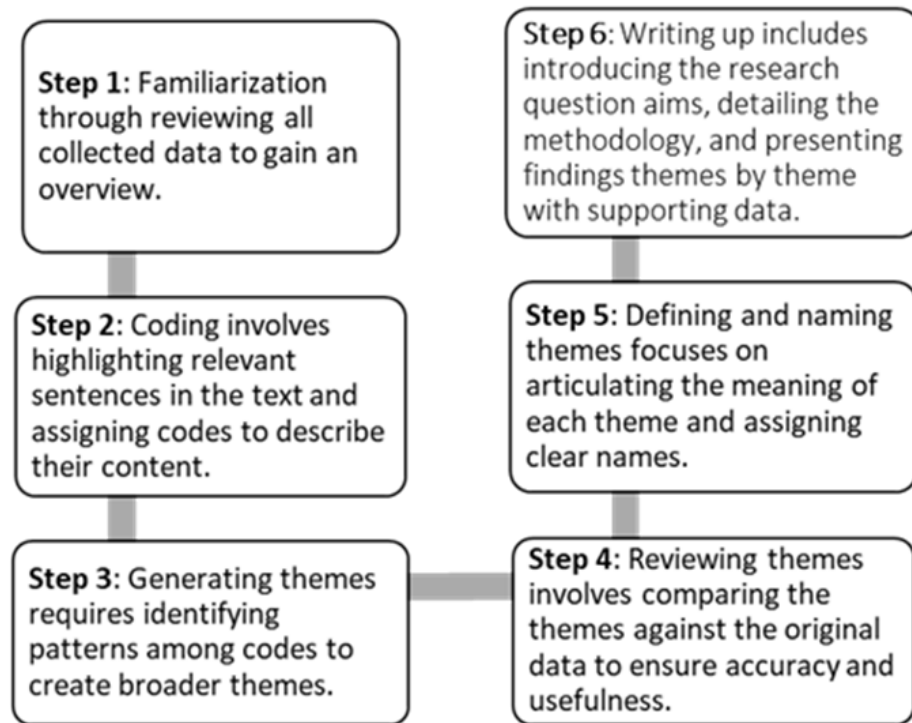 Step 1: Familiarization
through reviewing all
collected data to gain an
overview.
Step 2: Coding involves
highlighting relevant
sentences in the text and
assigning codes to describe
their content.
Step 3: Generating themes
requires identifying
patterns among codes to
create broader themes.
Step 4: Reviewing themes
involves comparing the
themes against the original
data to ensure accuracy and
usefulness.
Step 5: Defining and naming
themes focuses on
articulating the meaning of
each theme and assigning
clear names.
Step 6: Writing up includes
introducing the research
question aims, detailing the
methodology, and presenting
findings themes by theme
with supporting data.